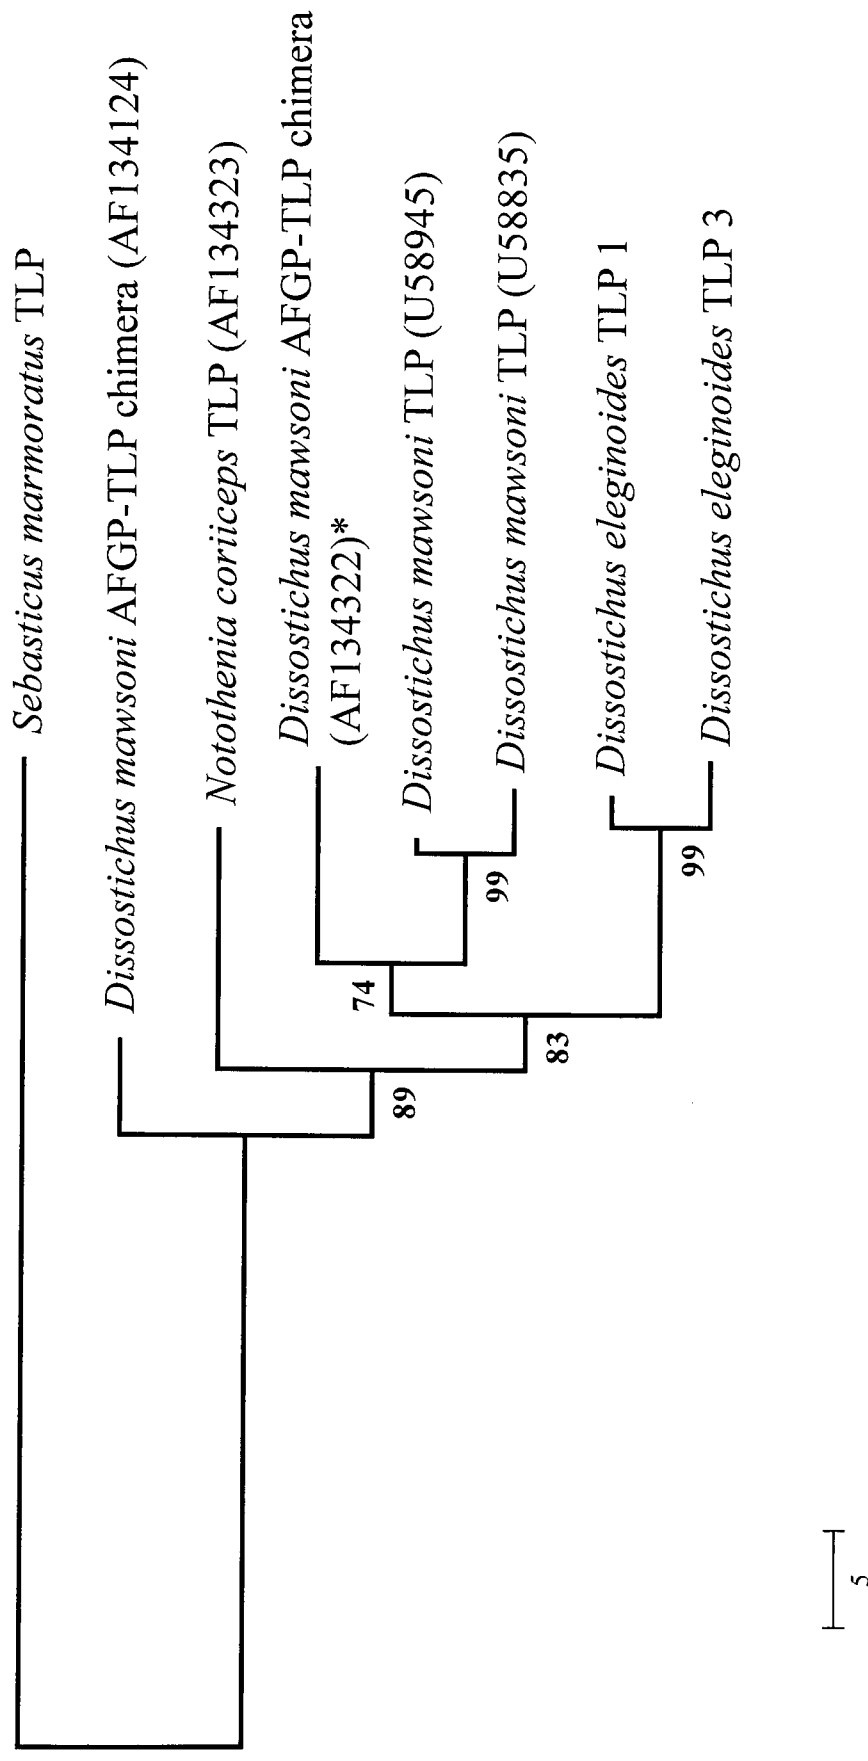 Sebasticus marmoratus TLP
Dissostichus mawsoni AFGP-TLP chimera (AF134124)
Notothenia coriiceps TLP (AF134323)
Dissostichus mawsoni AFGP-TLP chimera
(AF134322)*
Dissostichus mawsoni TLP (U58945)
Dissostichus mawsoni TLP (U58835)
Dissostichus eleginoides TLP 1
Dissostichus eleginoides TLP 3
74
99
99
83
89
5